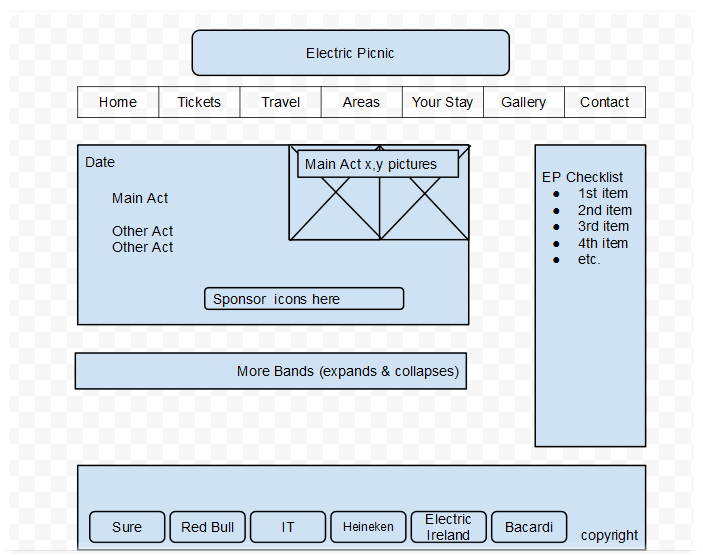 Electric Picnic
Home Tickets Travel Areas Your Stay Gallery Contact
Date
Main Act x,y pictures
Main Act
Other Act
Other Act
Sponsor icons here
EP Checklist
● 1st item
● 2nd item
● 3rd item
● 4th item
● etc.
More Bands (expands & collapses)
Sure
Red Bull
IT
Heineken
Electric
Ireland
Bacardi
copyright